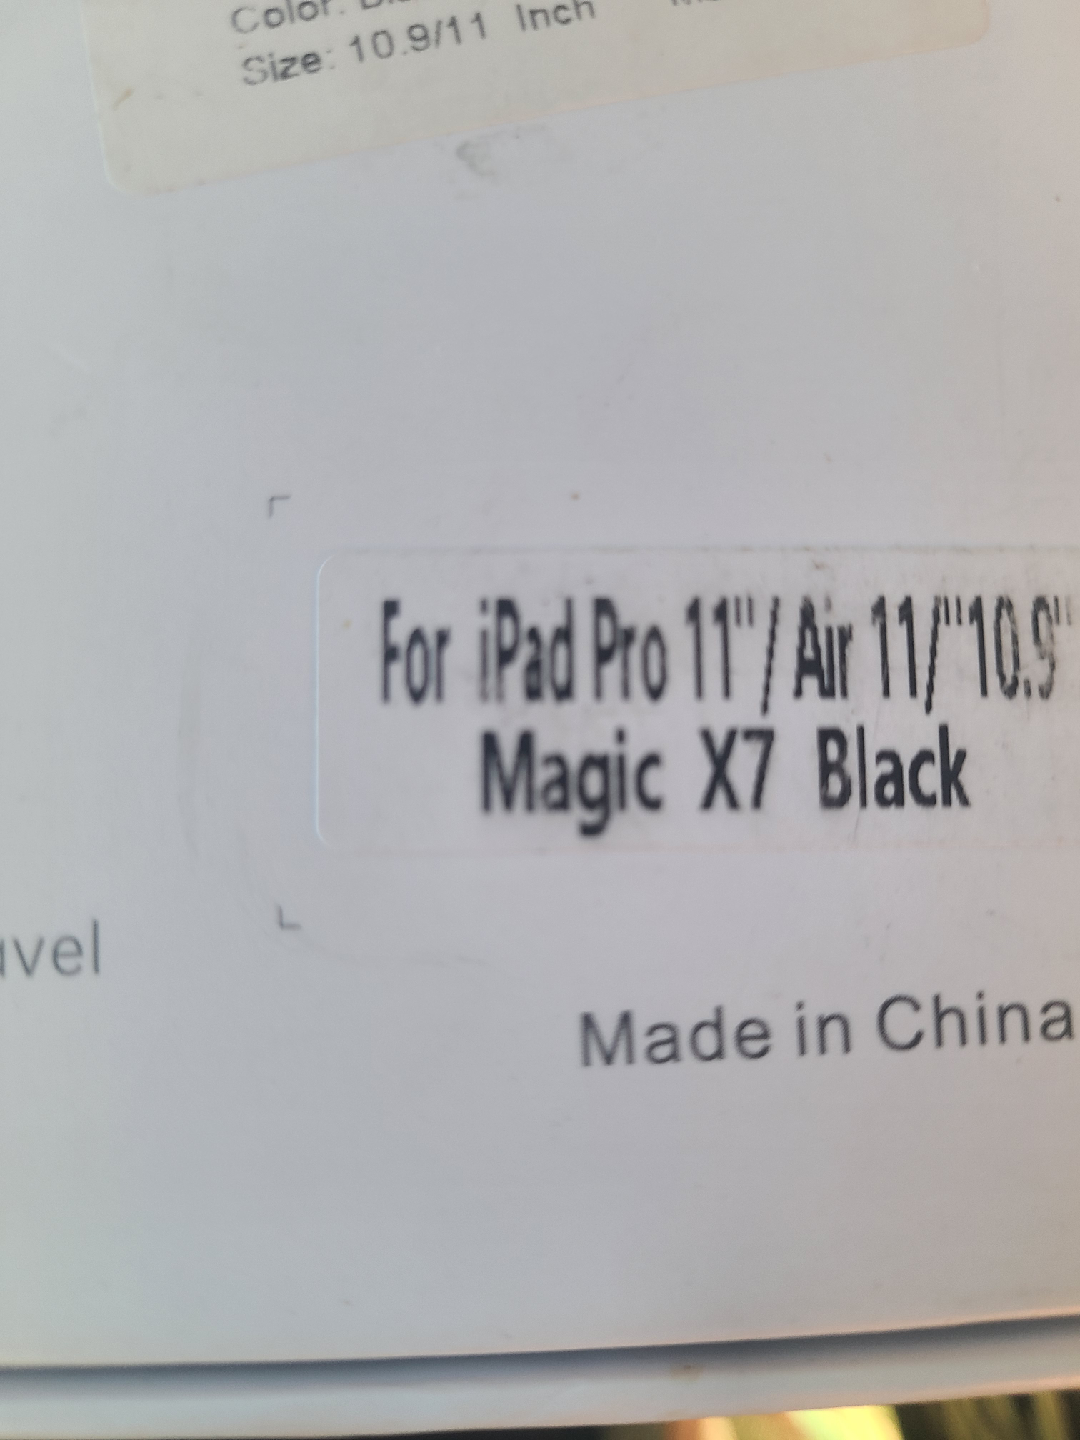 Color:
Size: 10.9/11 Inch
For iPad Pro 11"/ Air 11/"10.9"
Magic X7 Black
Made in China